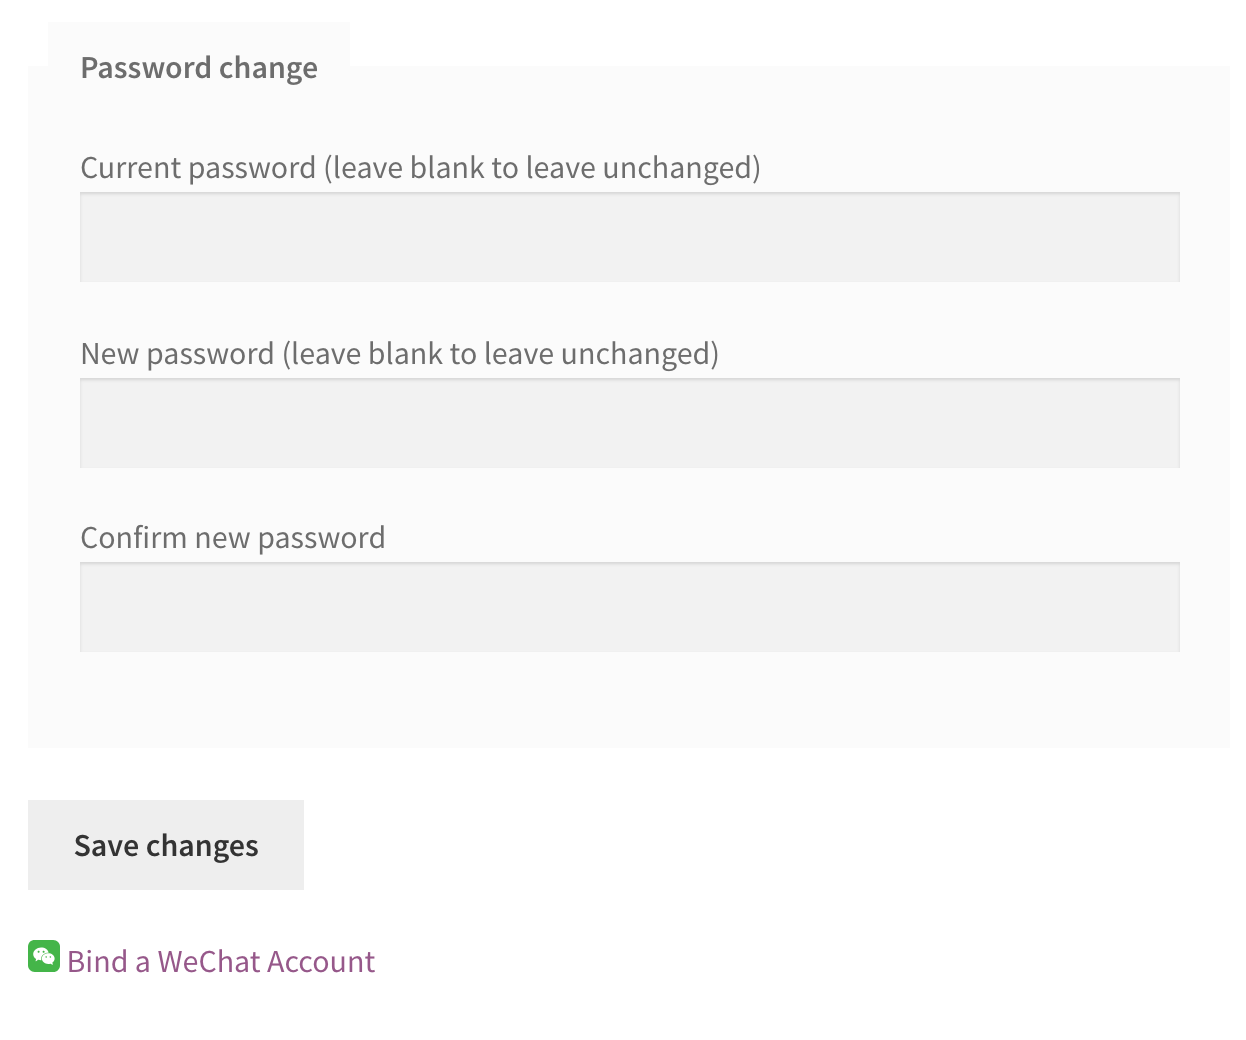 Password change
Current password (leave blank to leave unchanged)
New password (leave blank to leave unchanged)
Confirm new password
Save changes
Bind a WeChat Account